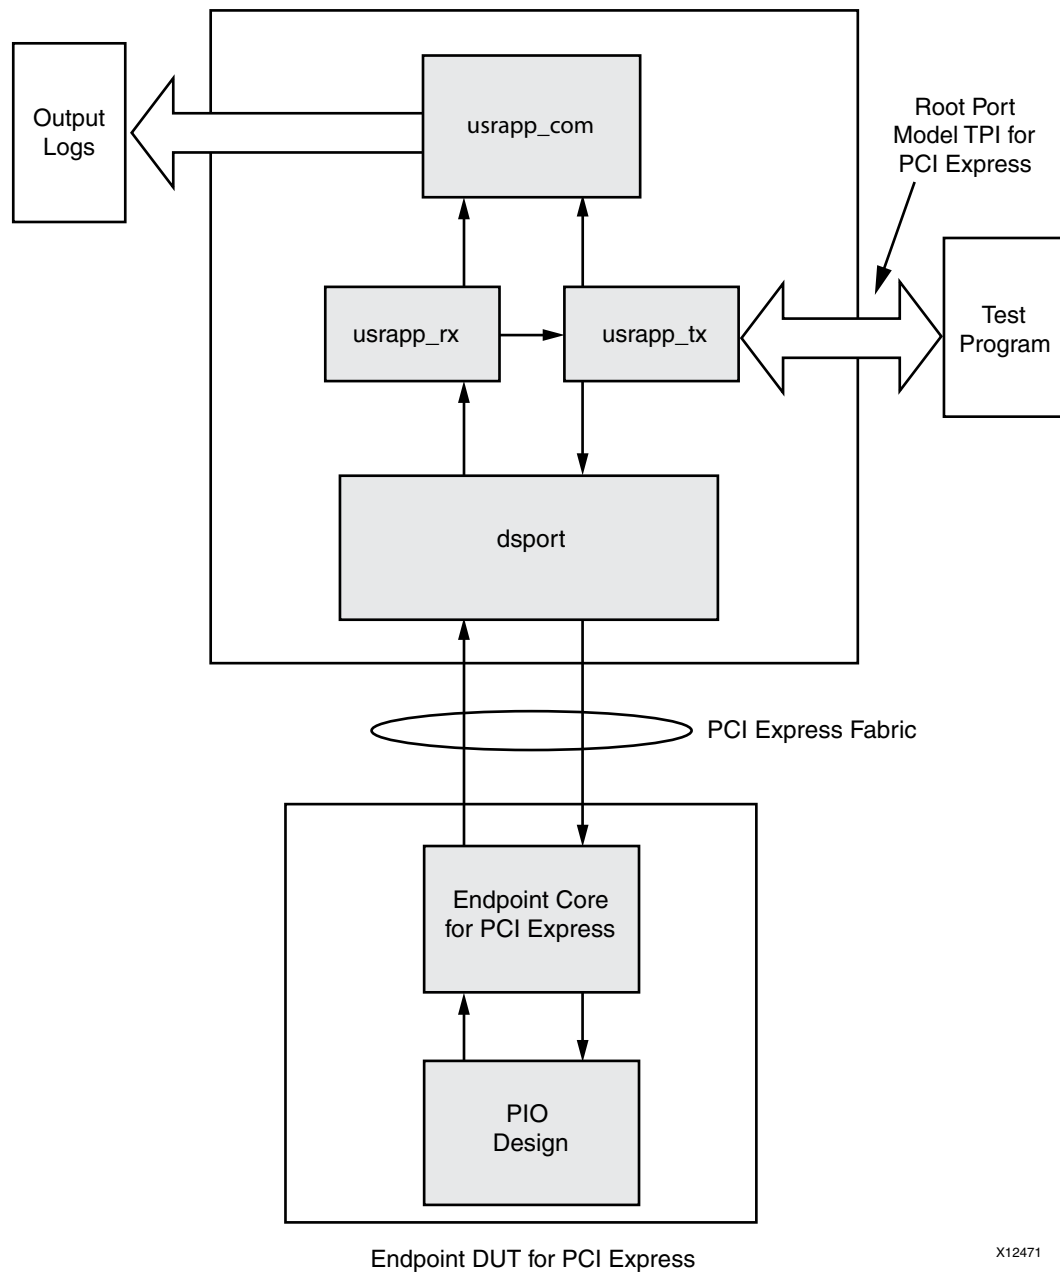 Output
Logs
usrapp_com
Root Port
Model TPI for
PCI Express
usrapp_rx
usrapp_tx
Test
Program
dsport
PCI Express Fabric
Endpoint Core
for PCI Express
PIO
Design
Endpoint DUT for PCI Express
X12471